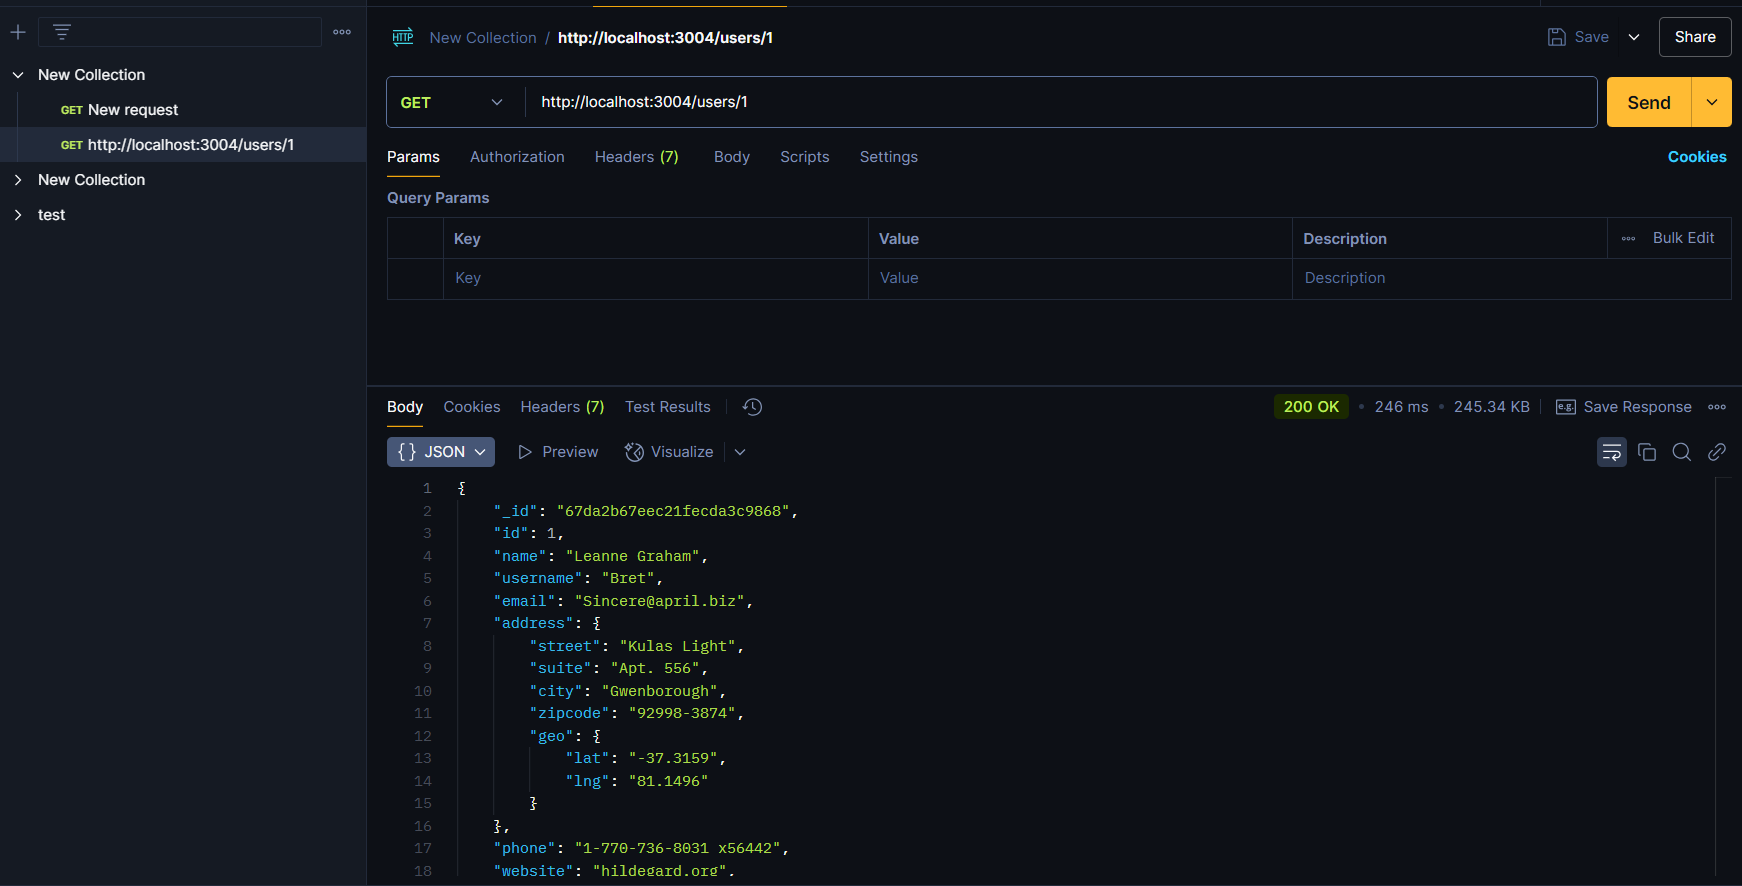 New Collection
GET New request
GET http://localhost:3004/users/1
New Collection
test
HTTP New Collection / http://localhost:3004/users/1
Save
Share
GET http://localhost:3004/users/1
Send
Params Authorization Headers (7) Body Scripts Settings Cookies
Query Params
Key Value Description Bulk Edit
Key Value Description
Body Cookies Headers (7) Test Results 200 OK • 246 ms • 245.34 KB e.g. Save Response
{} JSON Preview Visualize
1 {
2 "_id": "67da2b67eec21fecda3c9868",
3 "id": 1,
4 "name": "Leanne Graham",
5 "username": "Bret",
6 "email": "Sincere@april.biz",
7 "address": {
8 "street": "Kulas Light",
9 "suite": "Apt. 556",
10 "city": "Gwenborough",
11 "zipcode": "92998-3874",
12 "geo": {
13 "lat": "-37.3159",
14 "lng": "81.1496"
15 }
16 },
17 "phone": "1-770-736-8031 x56442",
18 "website": "hildegard.org",